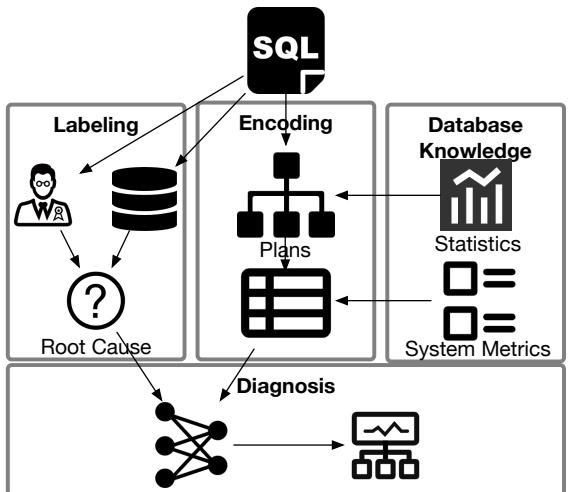 SQL
Labeling
Encoding
Database
Knowledge
Plans
Statistics
?
Root Cause
System Metrics
Diagnosis